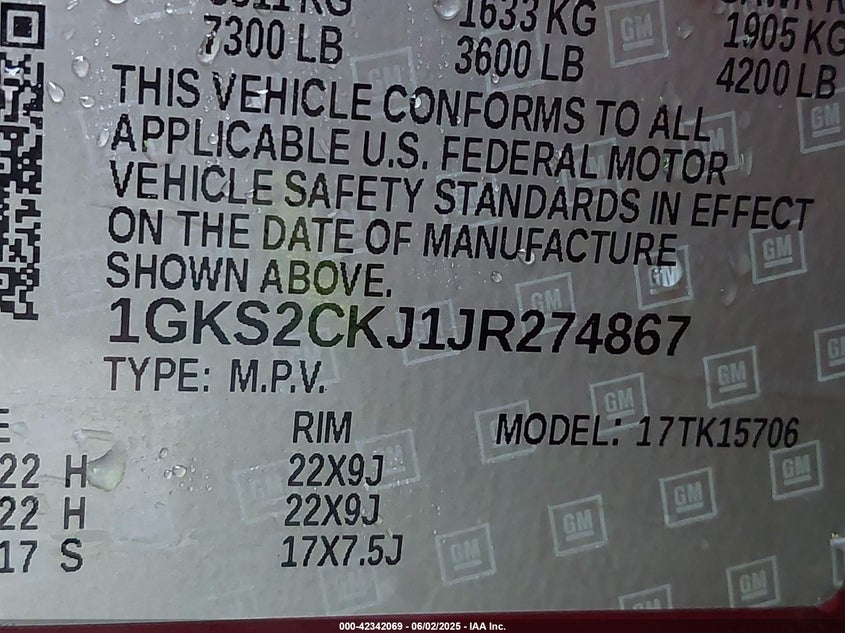 1633 KG
1905 KG
7300 LB
3600 LB
4200 LB
THIS VEHICLE CONFORMS TO ALL
APPLICABLE U.S. FEDERAL MOTOR
VEHICLE SAFETY STANDARDS IN EFFECT
ON THE DATE OF MANUFACTURE
SHOWN ABOVE.
1GKS2CKJ1JR274867
TYPE: M.P.V.
RIM
MODEL: 17TK15706
22 H
22X9J
22 H
22X9J
17 S
17X7.5J
GM
000-42342069 - 06/02/2025 - IAA Inc.